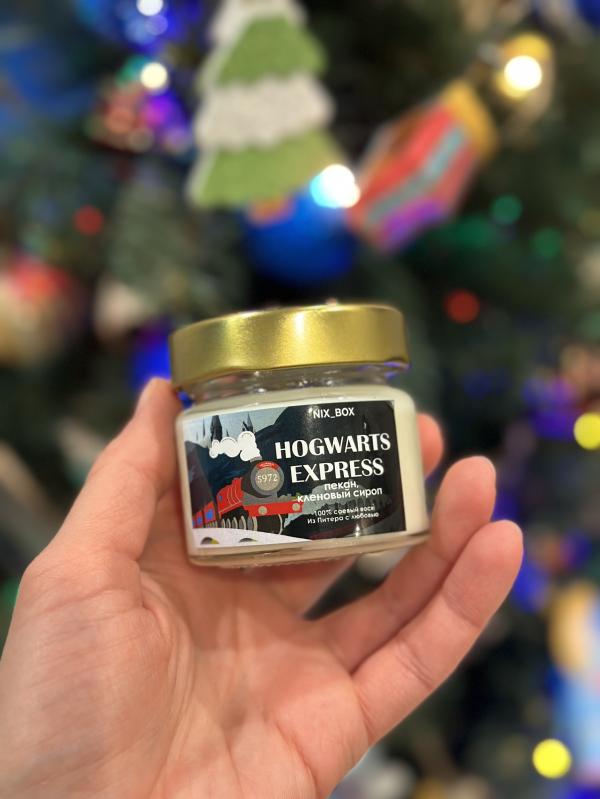 NIX_BOX
HOGWARTS
EXPRESS
5972
пекан,
кленовый сироп
100% соевый воск
Из Питера с любовью